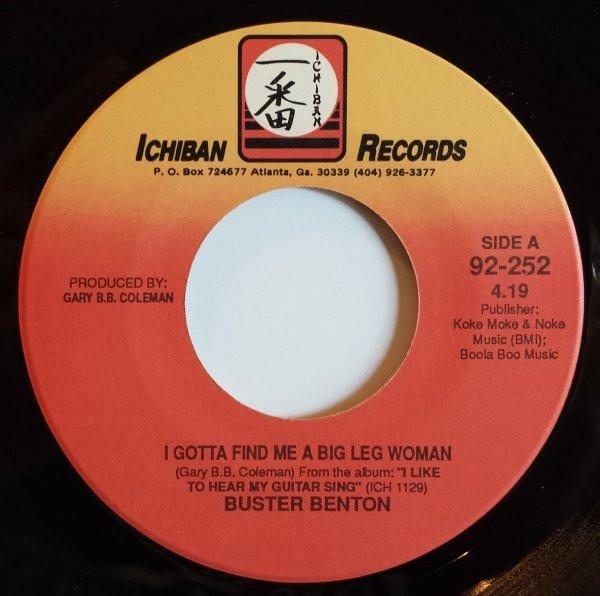 一番
ICHIBAN
ICHIBAN RECORDS
P. O. Box 724677 Atlanta, Ga. 30339 (404) 926-3377
SIDE A
92-252
4.19
Publisher:
Koke Moke & Noke
Music (BMI);
Boola Boo Music
PRODUCED BY:
GARY B.B. COLEMAN
I GOTTA FIND ME A BIG LEG WOMAN
(Gary B.B. Coleman) From the album: "I LIKE
TO HEAR MY GUITAR SING" (ICH 1129)
BUSTER BENTON